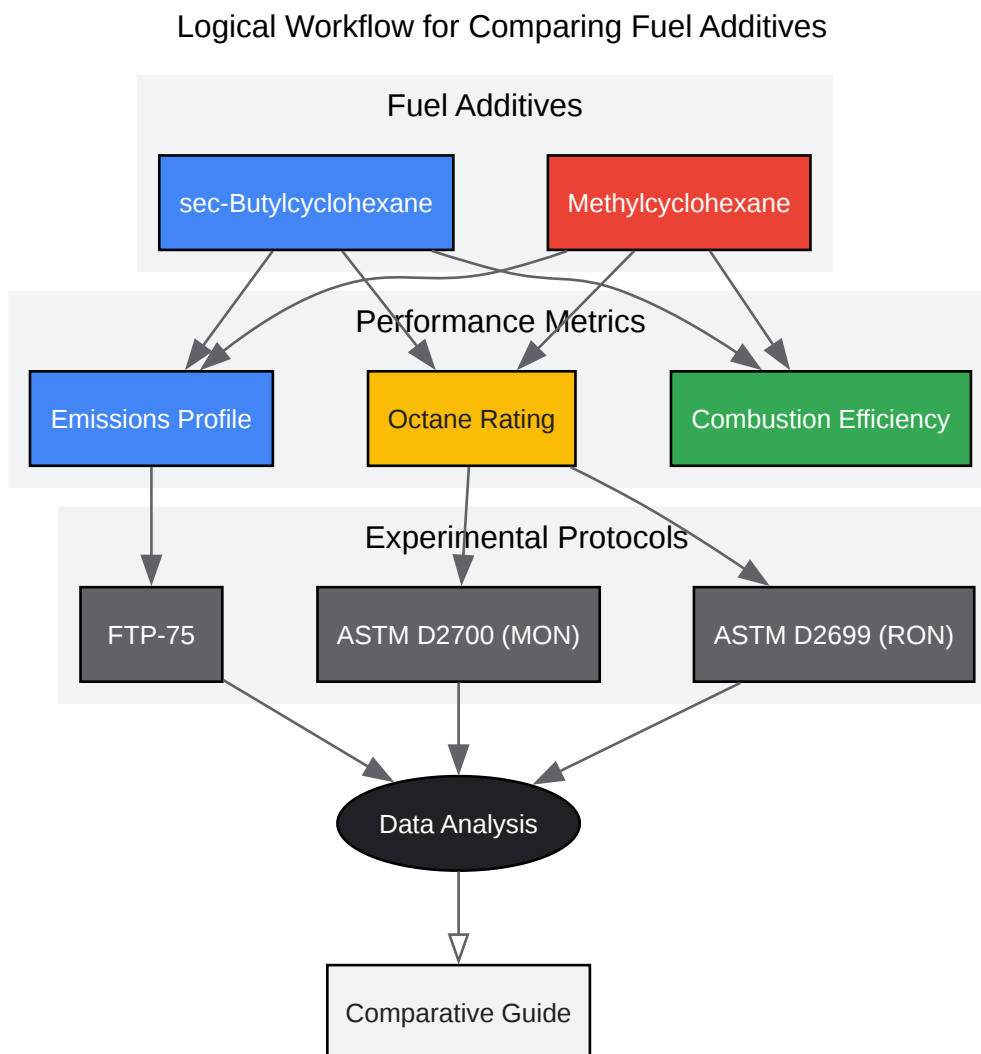 Logical Workflow for Comparing Fuel Additives
Fuel Additives
sec-Butylcyclohexane
Methylcyclohexane
Performance Metrics
Emissions Profile
Octane Rating
Combustion Efficiency
Experimental Protocols
FTP-75
ASTM D2700 (MON)
ASTM D2699 (RON)
Data Analysis
Comparative Guide